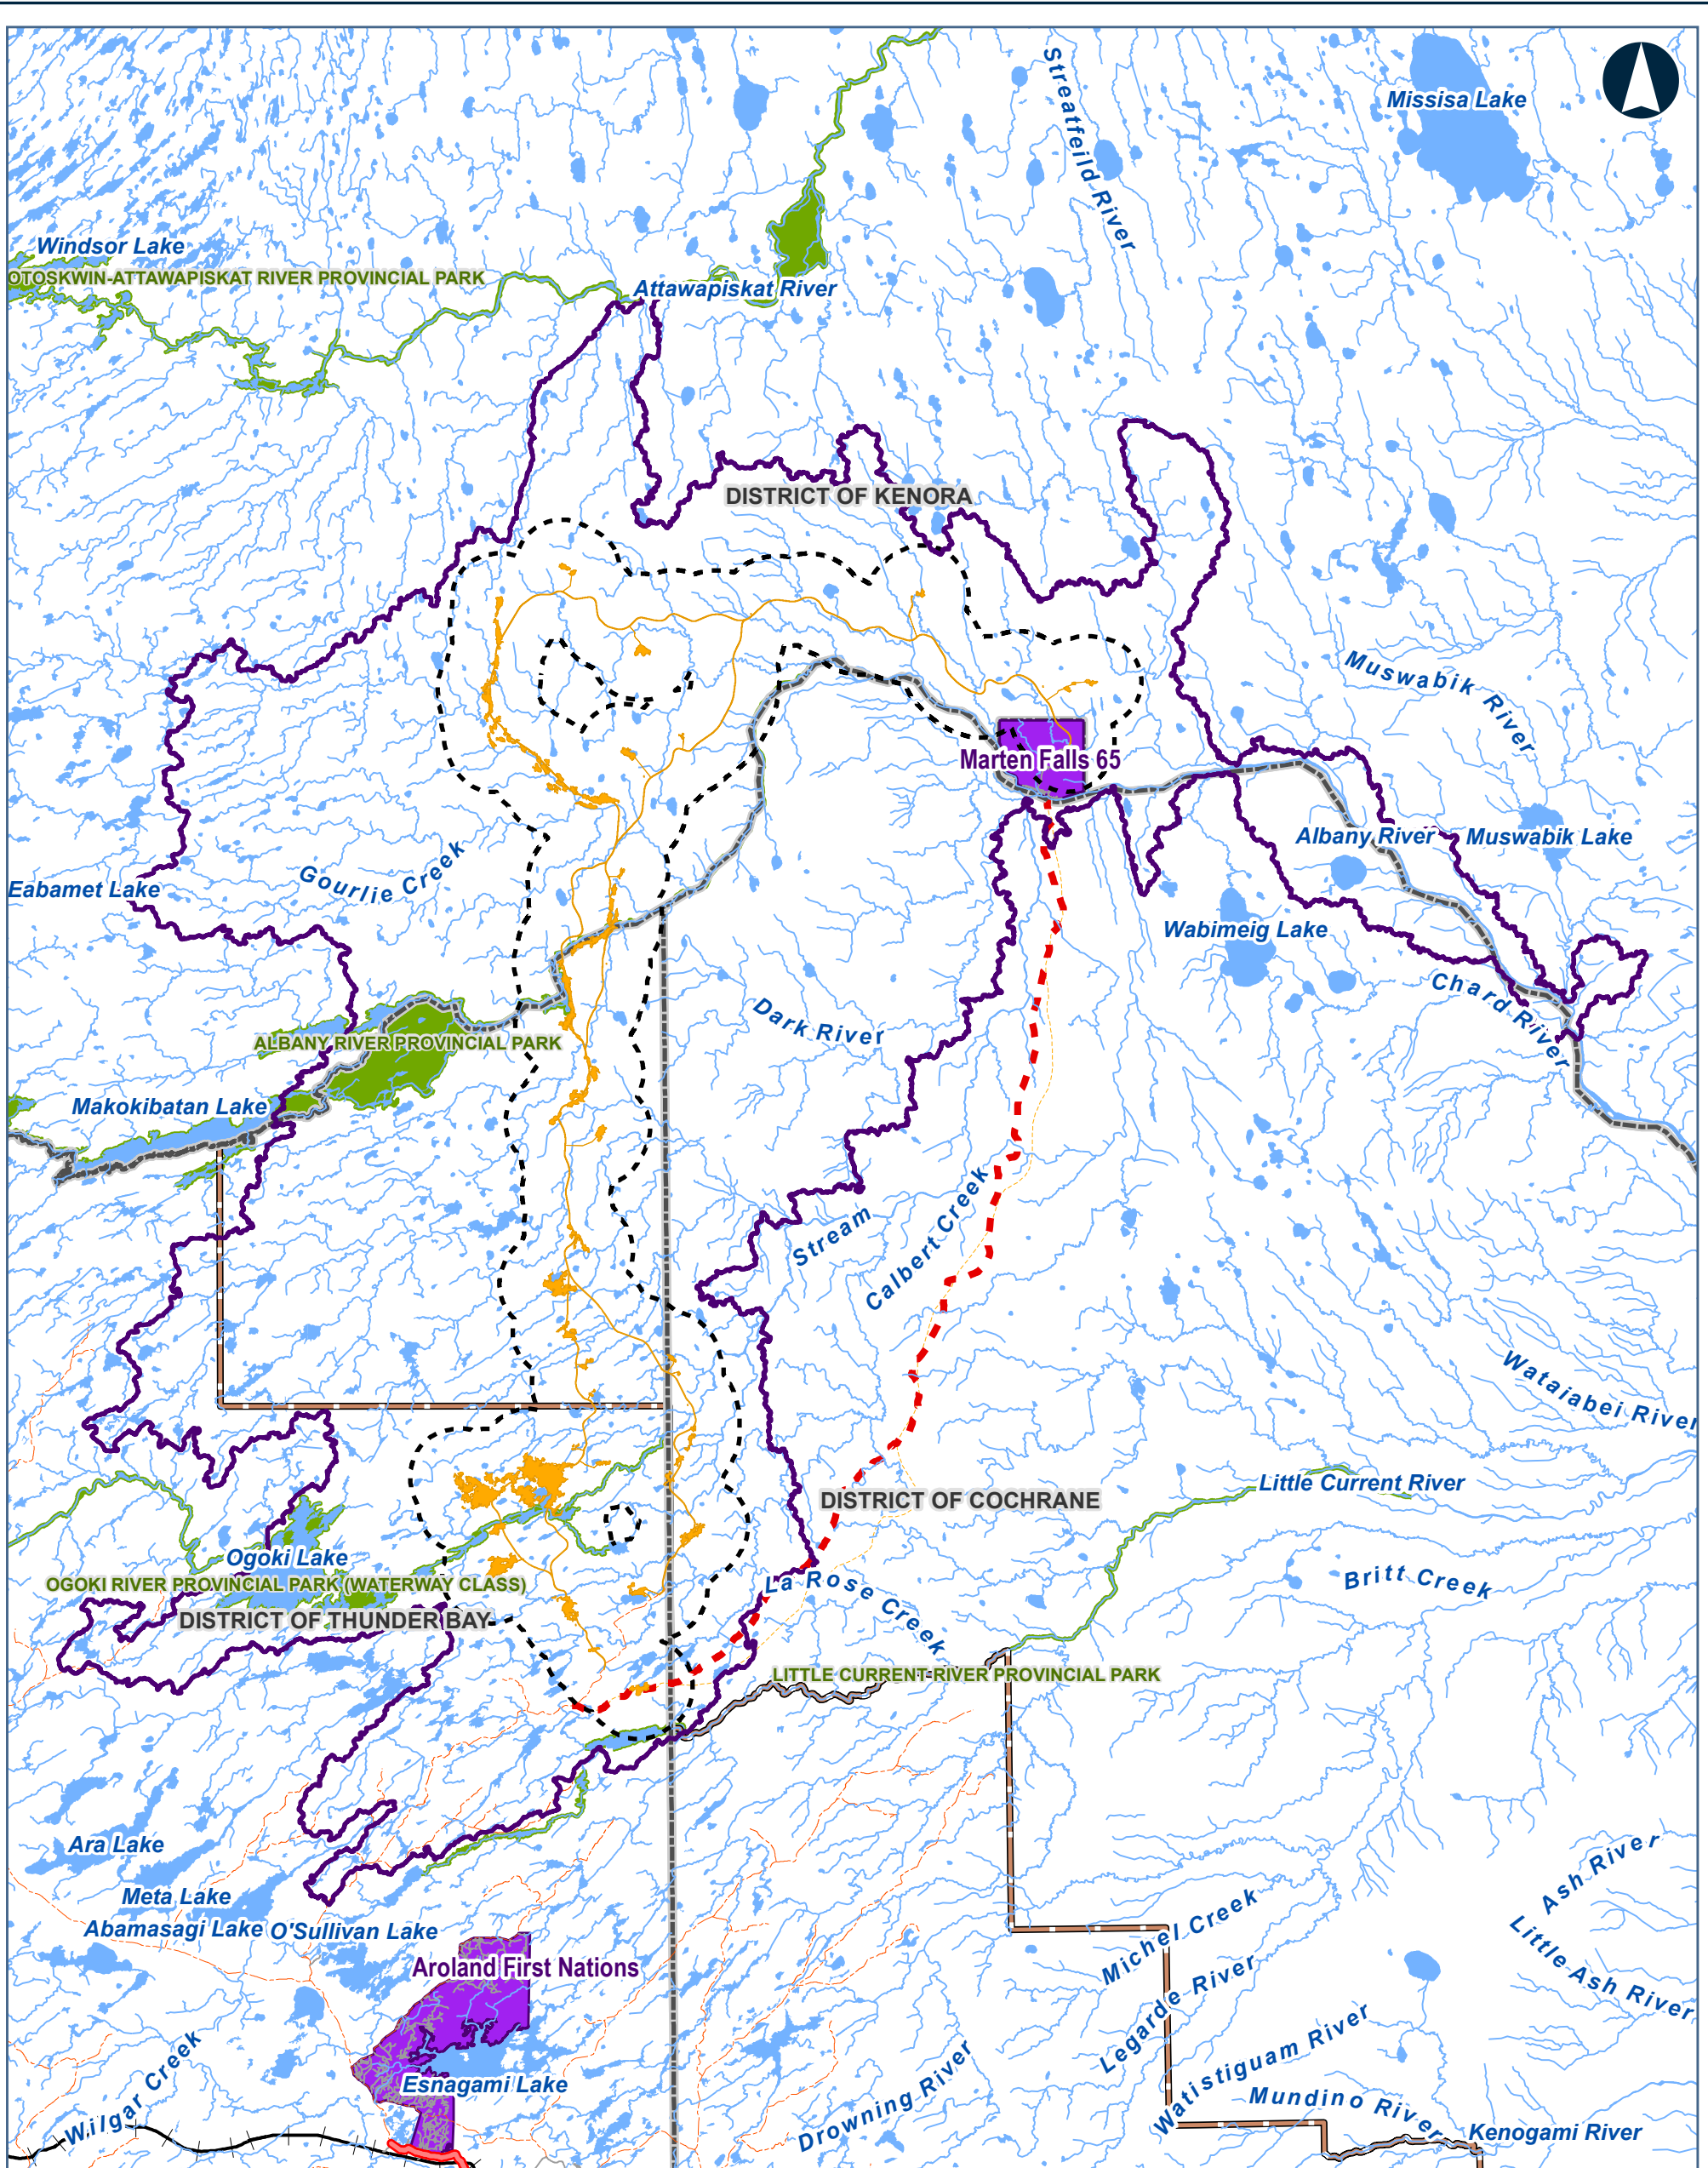 Streatfeild River
Missisa Lake
Windsor Lake
OTOSKWIN-ATTAWAPISKAT RIVER PROVINCIAL PARK
Attawapiskat River
DISTRICT OF KENORA
Muswabik River
Marten Falls 65
Albany River
Muswabik Lake
Gourlie Creek
Eabamet Lake
Wabimeig Lake
Chard River
Dark River
ALBANY RIVER PROVINCIAL PARK
Makokibatan Lake
Stream
Calbert Creek
Wataiabei River
Little Current River
DISTRICT OF COCHRANE
Ogoki Lake
OGOKI RIVER PROVINCIAL PARK (WATERWAY CLASS)
La Rose Creek
Britt Creek
DISTRICT OF THUNDER BAY
LITTLE CURRENT RIVER PROVINCIAL PARK
Ara Lake
Ash River
Meta Lake
Abamasagi Lake
O'Sullivan Lake
Michel Creek
Little Ash River
Aroland First Nations
Legarde River
Watistiguam River
Esnagami Lake
Wilgar Creek
Drowning River
Mundino River
Kenogami River